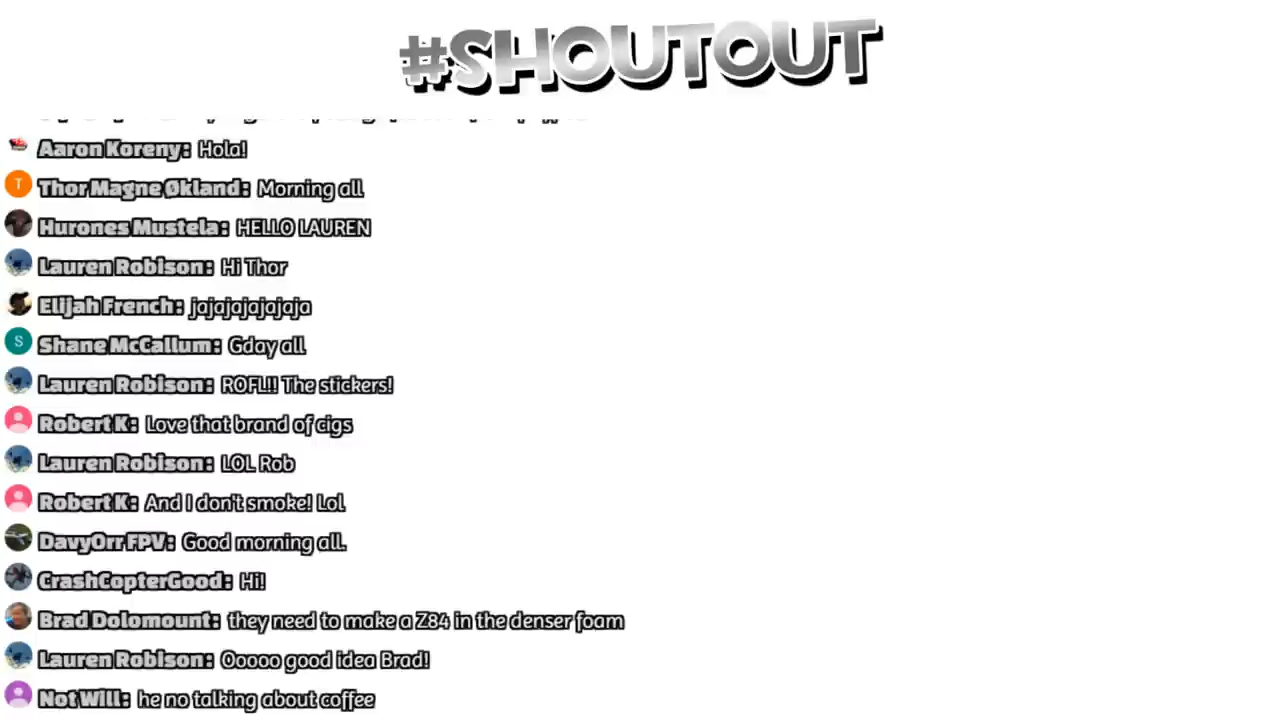 #SHOUTOUT
Aaron Koreny: Hola!
T Thor Magne Økland: Morning all
Hurones Mustela: HELLO LAUREN
Lauren Robison: Hi Thor
Elijah French: jajajajajajaja
S Shane McCallum: Gday all
Lauren Robison: ROFL!! The stickers!
Robert K: Love that brand of cigs
Lauren Robison: LOL Rob
Robert K: And I don't smoke! Lol
DavyOrr FPV: Good morning all.
CrashCopterGood: Hi!
Brad Dolomount: they need to make a Z84 in the denser foam
Lauren Robison: Ooooo good idea Brad!
Not Will: he no talking about coffee